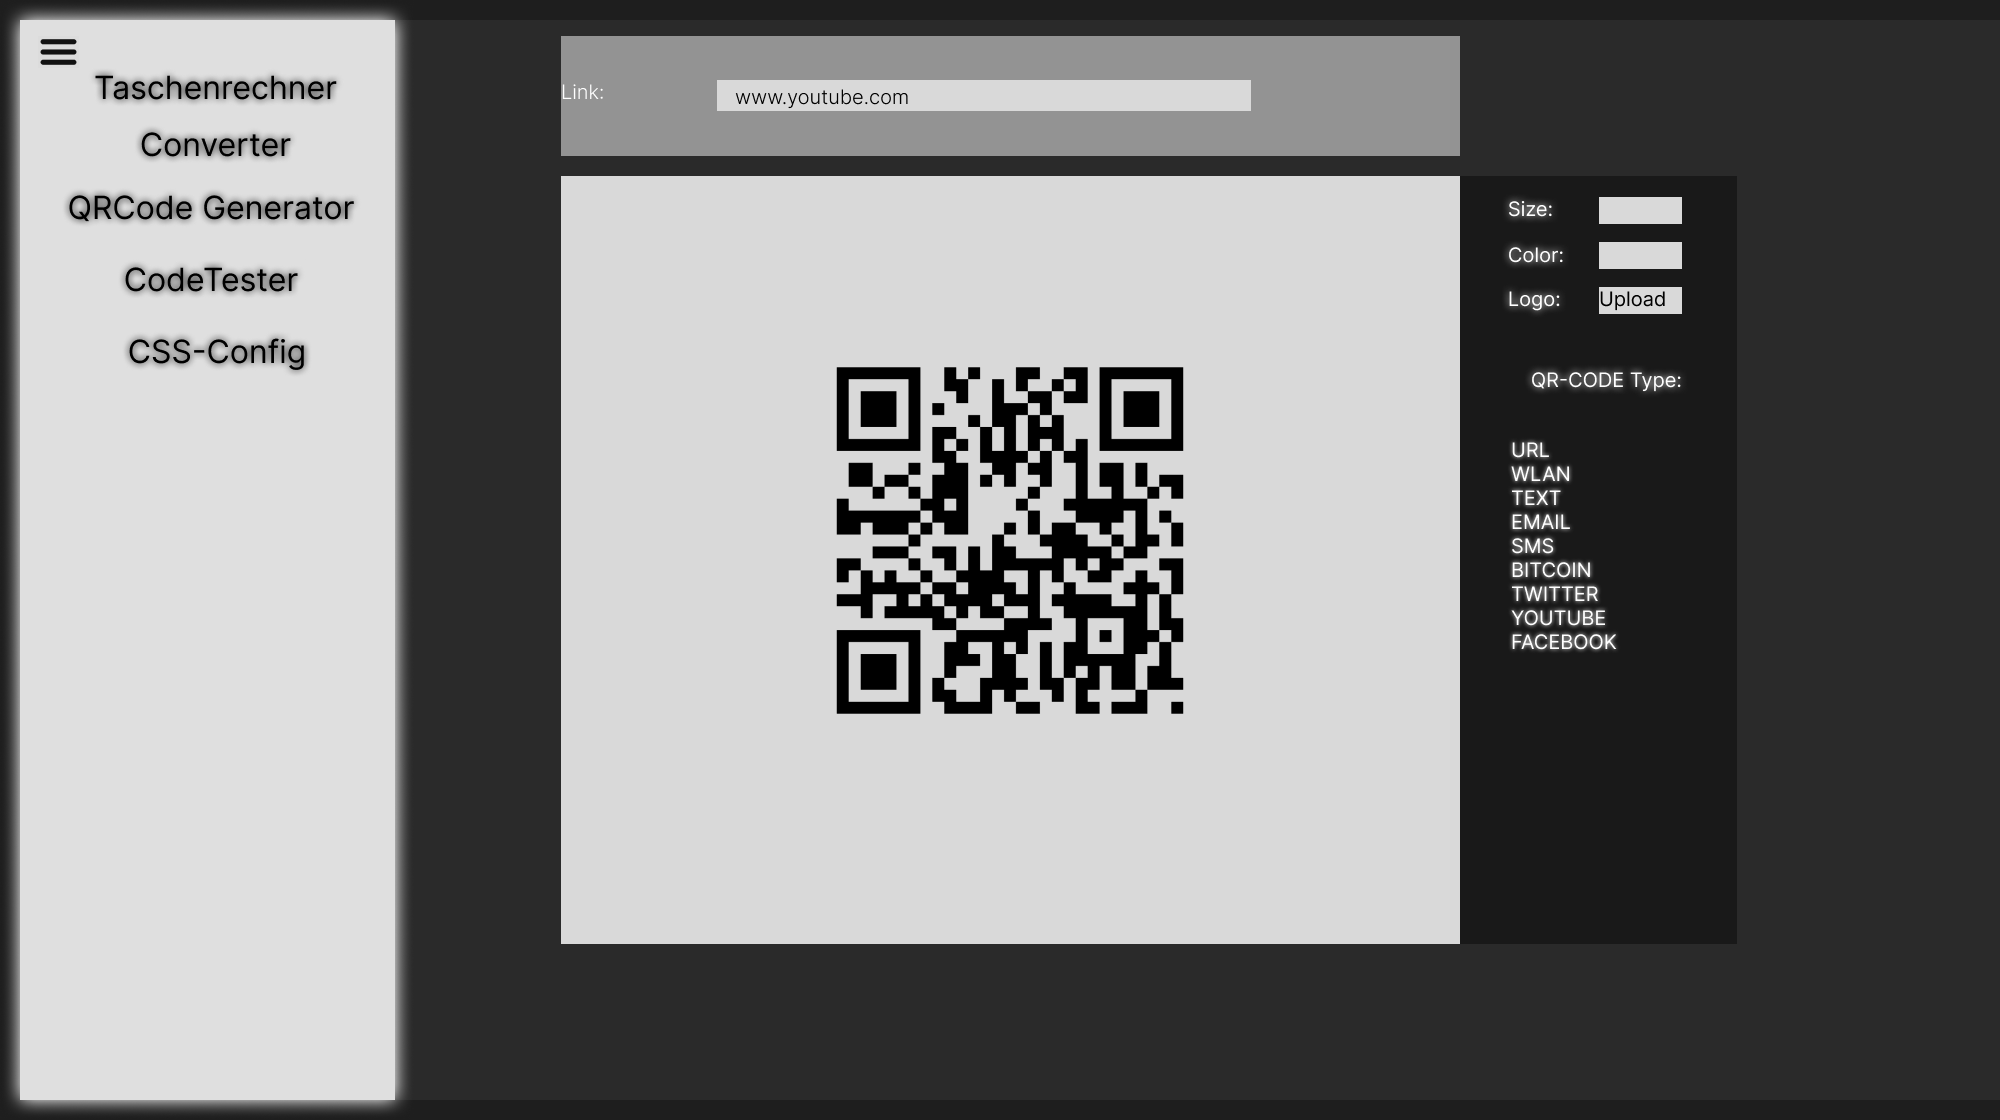 Taschenrechner
Converter
QRCode Generator
CodeTester
CSS-Config
Link:
www.youtube.com
Size:
Color:
Logo:
Upload
QR-CODE Type:
URL
WLAN
TEXT
EMAIL
SMS
BITCOIN
TWITTER
YOUTUBE
FACEBOOK